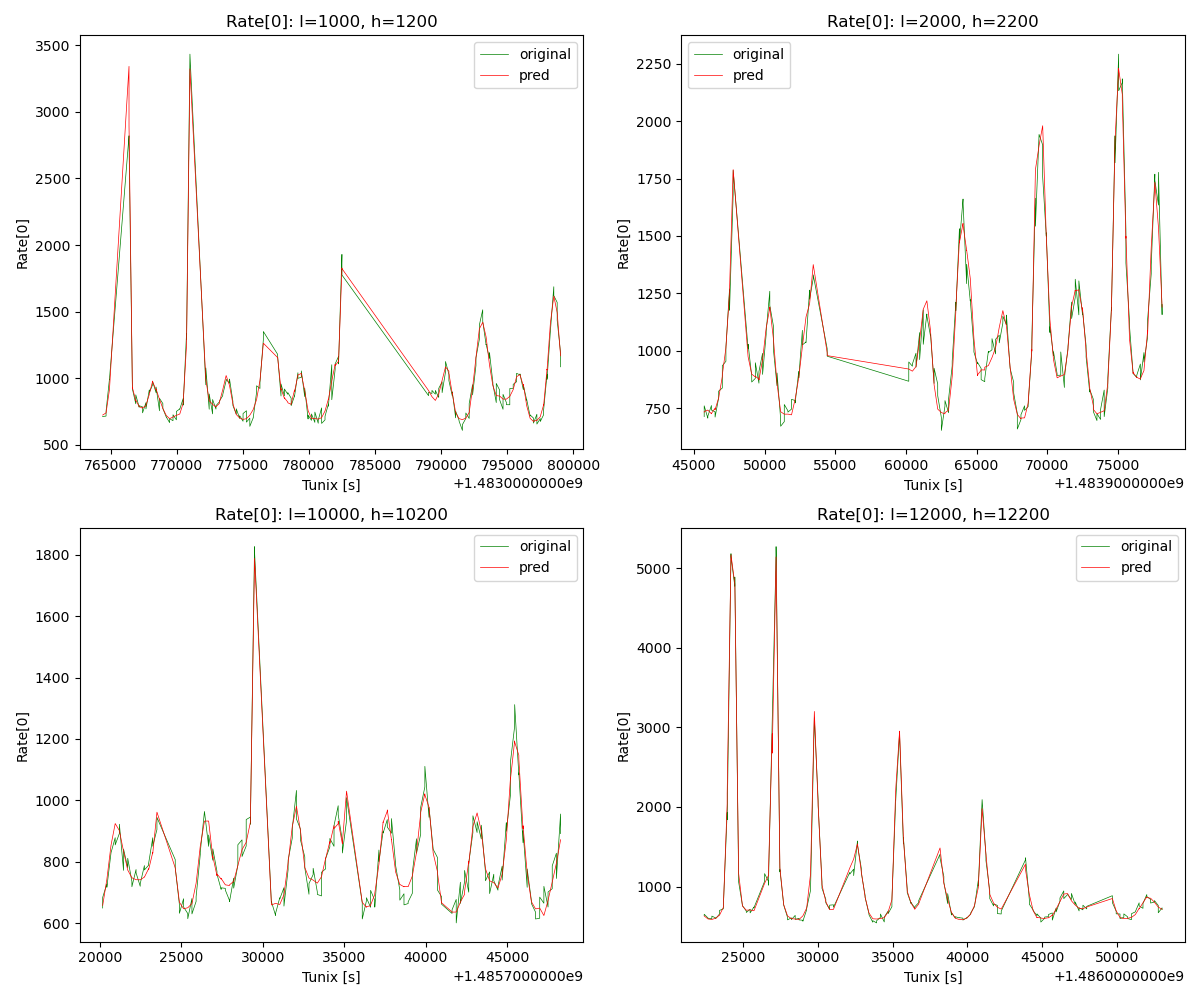 Rate[0]: l=1000, h=1200
3500
3000
2500
2000
1500
1000
500
Rate[0]
original
pred
765000 770000 775000 780000 785000 790000 795000 800000
Tunix [s]
+1.4830000000e9
Rate[0]: l=2000, h=2200
2250
2000
1750
1500
1250
1000
750
Rate[0]
original
pred
45000 50000 55000 60000 65000 70000 75000
Tunix [s]
+1.4839000000e9
Rate[0]: l=10000, h=10200
1800
1600
1400
1200
1000
800
600
Rate[0]
original
pred
20000 25000 30000 35000 40000 45000
Tunix [s]
+1.4857000000e9
Rate[0]: l=12000, h=12200
5000
4000
3000
2000
1000
Rate[0]
original
pred
25000 30000 35000 40000 45000 50000
Tunix [s]
+1.4860000000e9